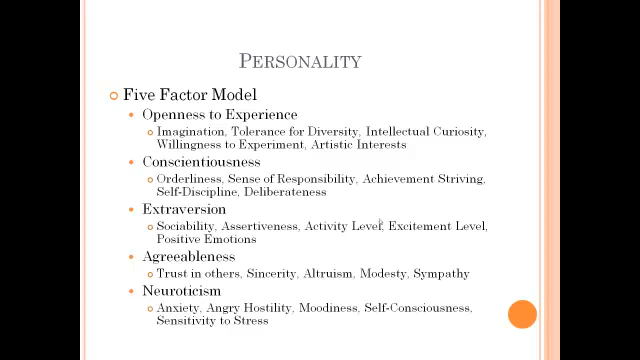 PERSONALITY
Five Factor Model
Openness to Experience
Imagination, Tolerance for Diversity, Intellectual Curiosity,
Willingness to Experiment, Artistic Interests
Conscientiousness
Orderliness, Sense of Responsibility, Achievement Striving,
Self-Discipline, Deliberateness
Extraversion
Sociability, Assertiveness, Activity Level, Excitement Level,
Positive Emotions
Agreeableness
Trust in others, Sincerity, Altruism, Modesty, Sympathy
Neuroticism
Anxiety, Angry Hostility, Moodiness, Self-Consciousness,
Sensitivity to Stress